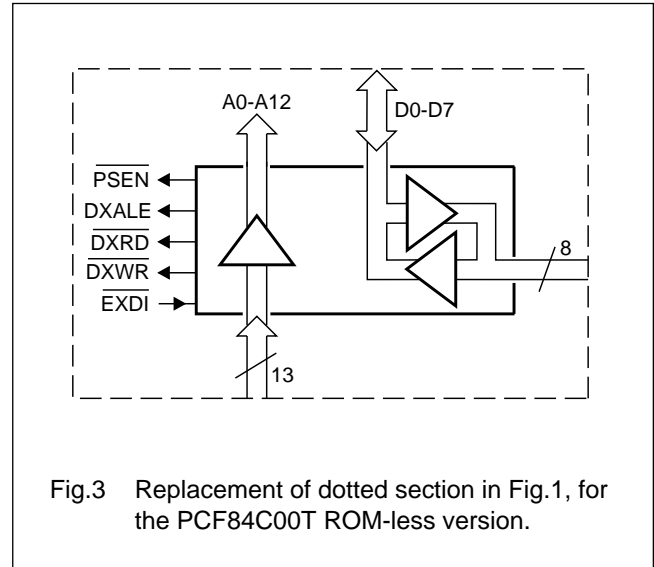 A0-A12
D0-D7
PSEN
DXALE
DXRD
DXWR
EXDI
8
13
Fig.3 Replacement of dotted section in Fig.1, for
the PCF84C00T ROM-less version.